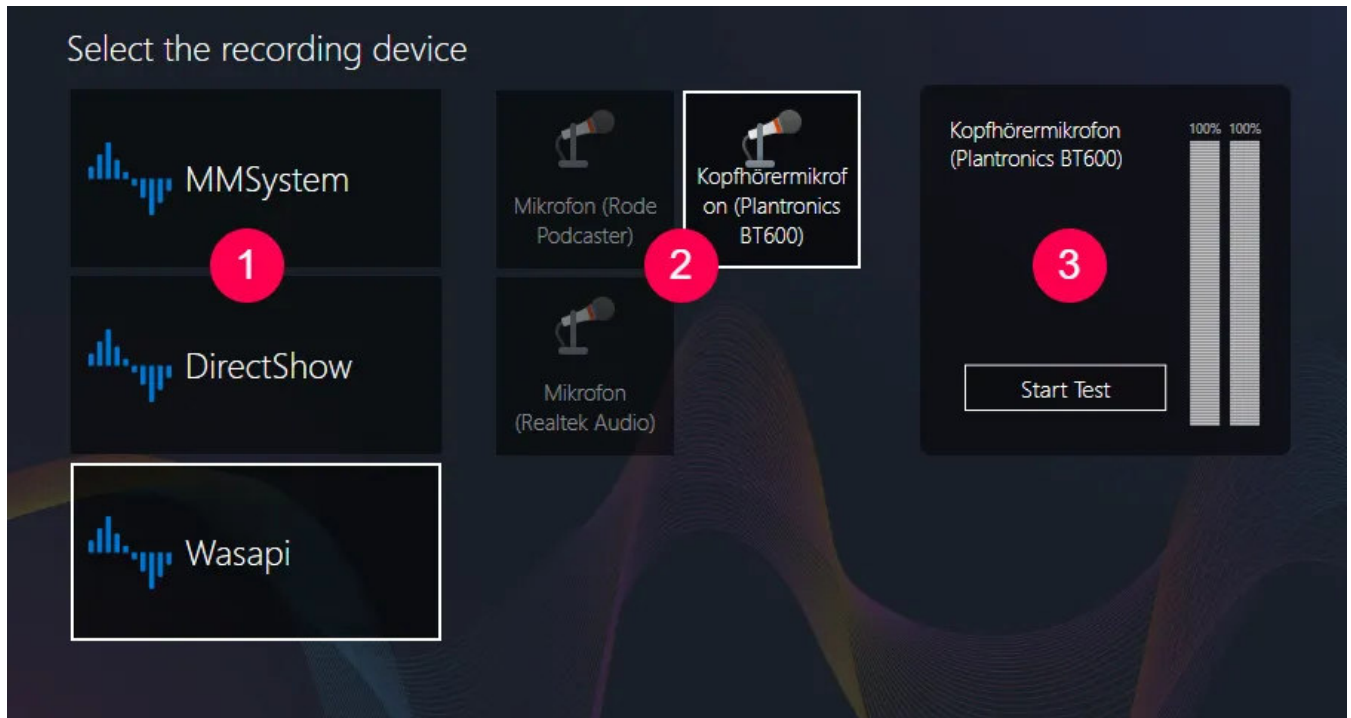 Select the recording device
MMSystem
1
DirectShow
Wasapi
Mikrofon (Rode
Podcaster)
Kopfhörermikrof
on (Plantronics
BT600)
2
Mikrofon
(Realtek Audio)
Kopfhörermikrofon
(Plantronics BT600)
100% 100%
3
Start Test